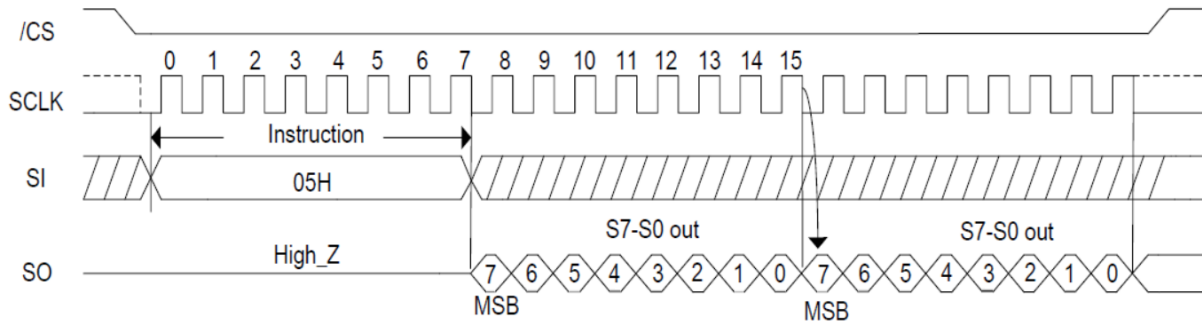 /CS
0 1 2 3 4 5 6 7 8 9 10 11 12 13 14 15
SCLK
Instruction
SI
05H
S7-S0 out S7-S0 out
High_Z
SO
7 6 5 4 3 2 1 0 7 6 5 4 3 2 1 0
MSB MSB